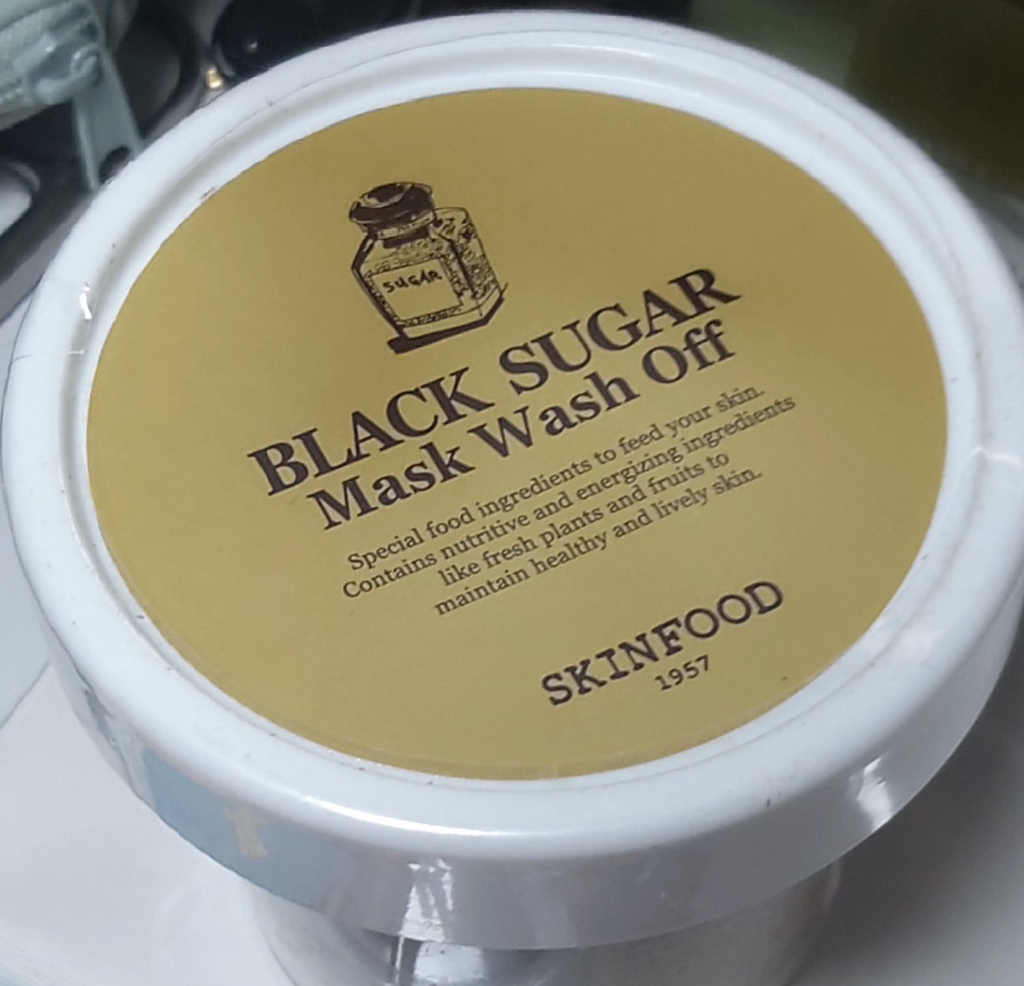 SUGAR
BLACK SUGAR
Mask Wash Off
Special food ingredients to feed your skin.
Contains nutritive and energizing ingredients
like fresh plants and fruits to
maintain healthy and lively skin.
SKINFOOD
1957